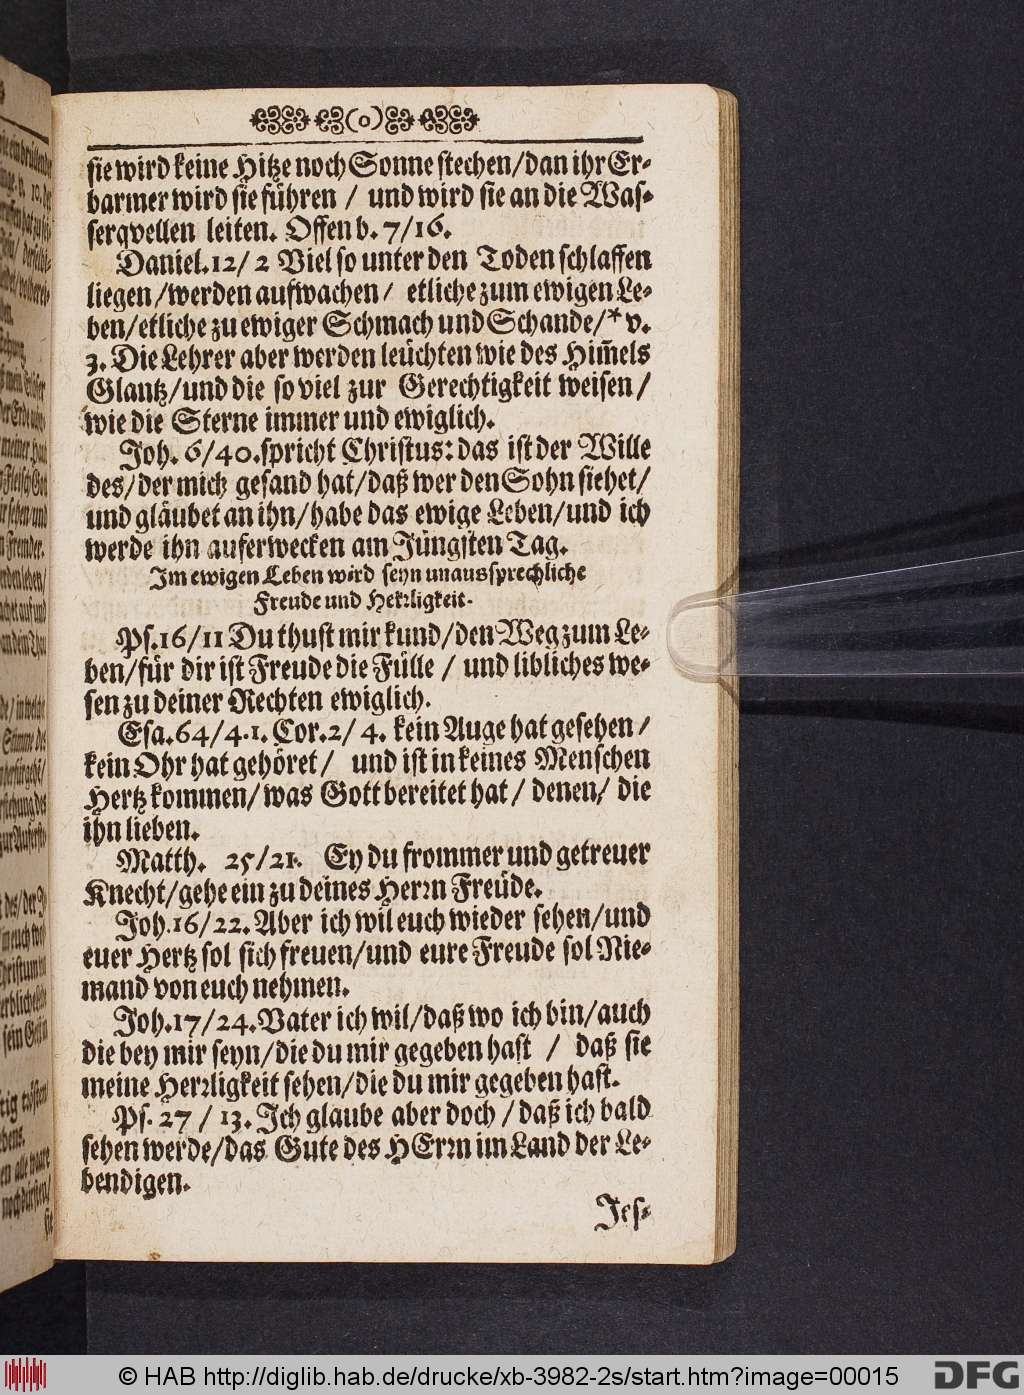 (o)
sie wird keine Hitze noch Sonne stechen/dan ihr Er-
barmer wird sie führen / und wird sie an die Was-
serqvellen leiten. Offenb. 7/16.
Daniel.12/ 2 Viel so unter den Toden schlaffen
liegen/werden aufwachen/ etliche zum ewigen Le-
ben/etliche zu ewiger Schmach und Schande/* v.
3. Die Lehrer aber werden leüchten wie des Him̃els
Glantz/und die so viel zur Gerechtigkeit weisen/
wie die Sterne immer und ewiglich.
Joh. 6/40.spricht Christus: das ist der Wille
des/der mich gesand hat/daß wer den Sohn siehet/
und gläubet an ihn/habe das ewige Leben/und ich
werde ihn auferwecken am Jüngsten Tag.
Im ewigen Leben wird seyn unaussprechliche
Freude und Herrligkeit.
Ps.16/11 Du thust mir kund/den Weg zum Le-
ben/für dir ist Freude die Fülle / und libliches we-
sen zu deiner Rechten ewiglich.
Esa.64/4.1. Cor.2/ 4. kein Auge hat gesehen/
kein Ohr hat gehöret/ und ist in keines Menschen
Hertz kommen/was Gott bereitet hat/ denen/ die
ihn lieben.
Matth. 25/21. Ey du frommer und getreuer
Knecht/gehe ein zu deines Herrn Freüde.
Joh.16/22. Aber ich wil euch wieder sehen/und
euer Hertz sol sich freuen/und eure Freude sol Nie-
mand von euch nehmen.
Joh.17/24.Vater ich wil/daß wo ich bin/auch
die bey mir seyn/die du mir gegeben hast / daß sie
meine Herrligkeit sehen/die du mir gegeben hast.
Ps. 27 / 13. Ich glaube aber doch/daß ich bald
sehen werde/das Gute des HErrn im Land der Le-
bendigen.
Jes-
© HAB http://diglib.hab.de/drucke/xb-3982-2s/start.htm?image=00015
DFG